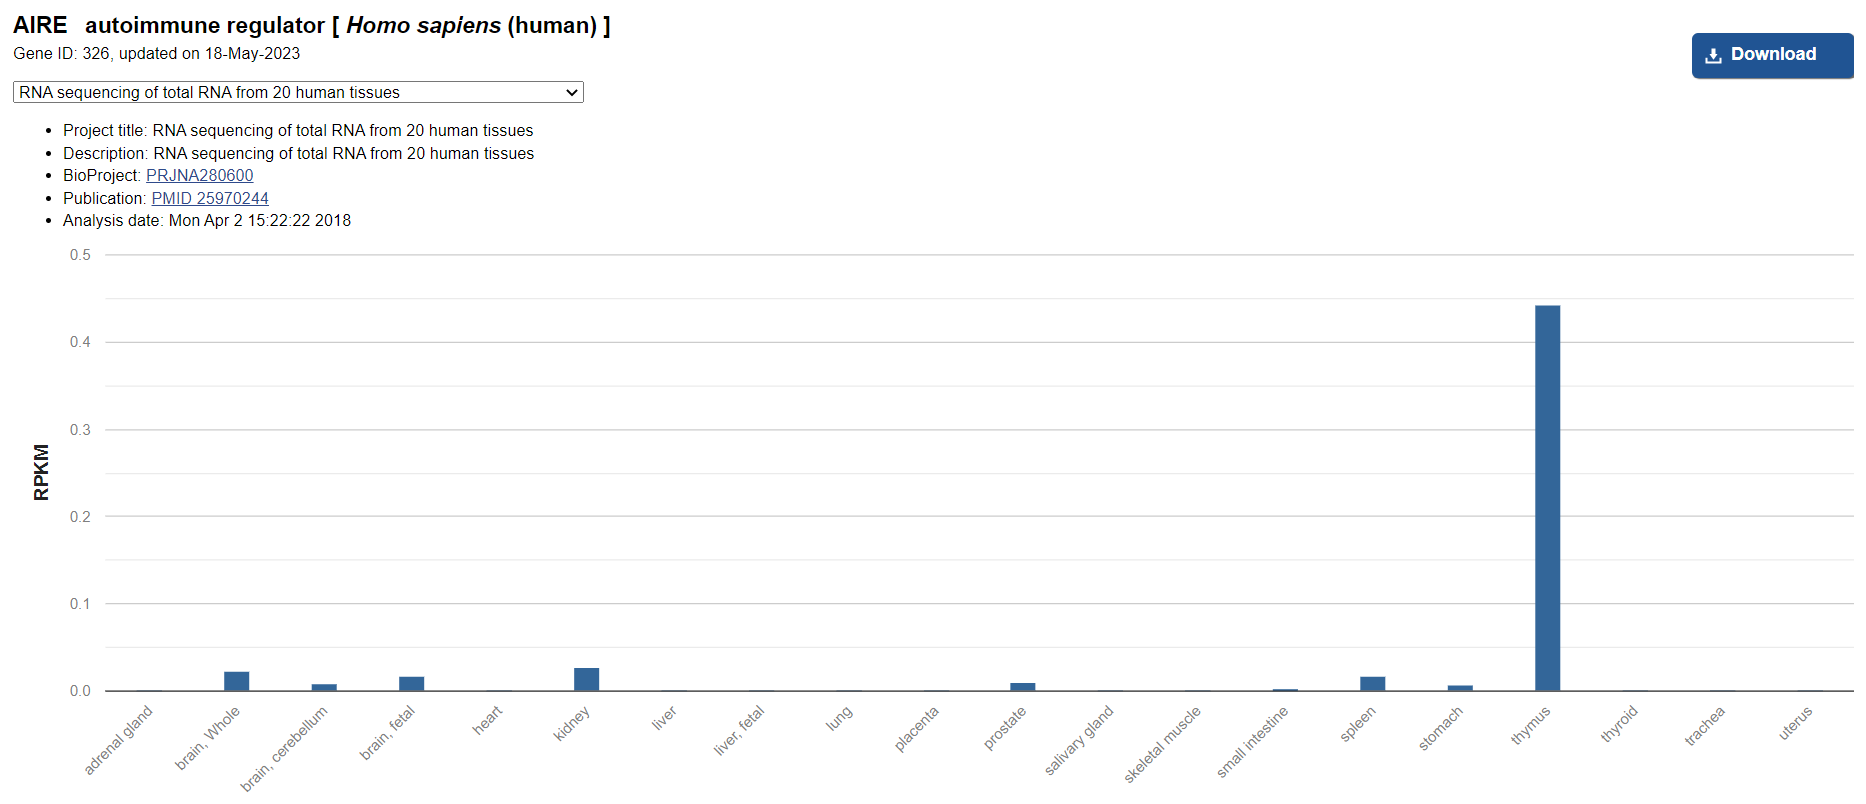 AIRE autoimmune regulator [ Homo sapiens (human) ]
Gene ID: 326, updated on 18-May-2023
Download
RNA sequencing of total RNA from 20 human tissues
Project title: RNA sequencing of total RNA from 20 human tissues
Description: RNA sequencing of total RNA from 20 human tissues
BioProject: PRJNA280600
Publication: PMID 25970244
Analysis date: Mon Apr 2 15:22:22 2018
0.5
0.4
0.3
0.2
0.1
0.0
RPKM
adrenal gland
brain, Whole
brain, cerebellum
brain, fetal
heart
kidney
liver
liver, fetal
lung
placenta
prostate
salivary gland
skeletal muscle
small intestine
spleen
stomach
thymus
thyroid
trachea
uterus